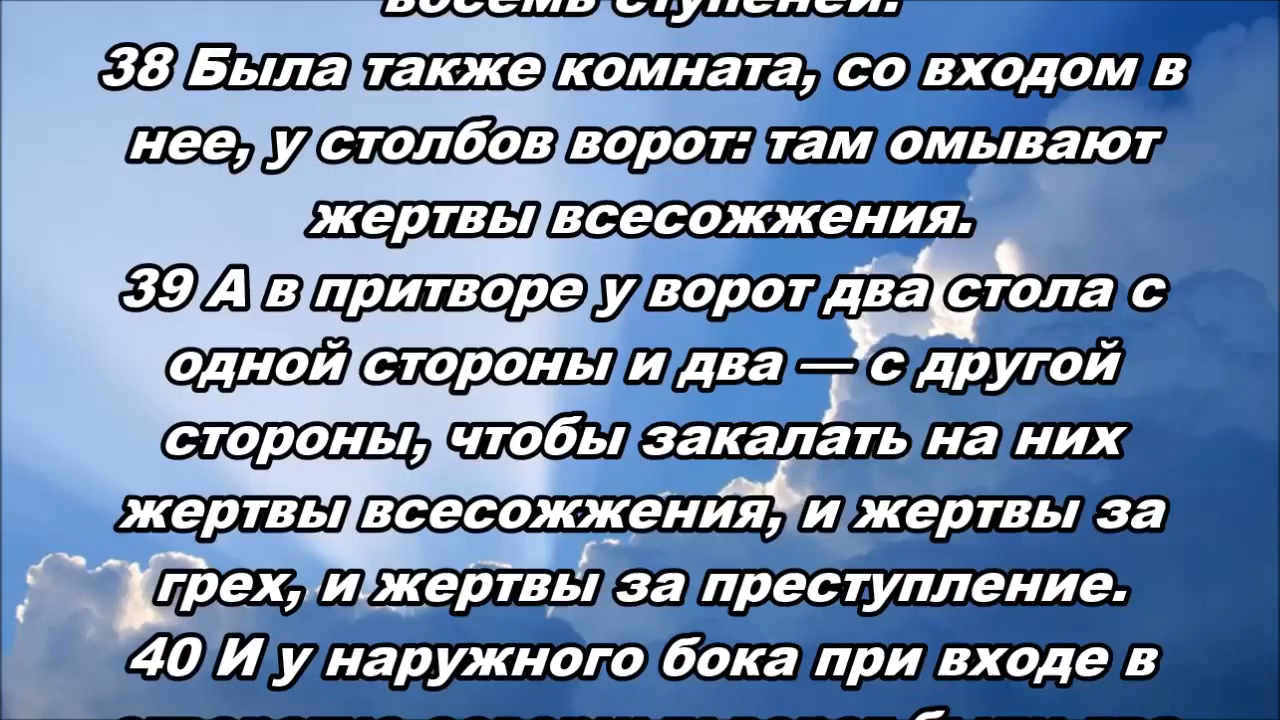 восемь ступеней.
38 Была также комната, со входом в
нее, у столбов ворот: там омывают
жертвы всесожжения.
39 А в притворе у ворот два стола с
одной стороны и два — с другой
стороны, чтобы закалать на них
жертвы всесожжения, и жертвы за
грех, и жертвы за преступление.
40 И у наружного бока при входе в